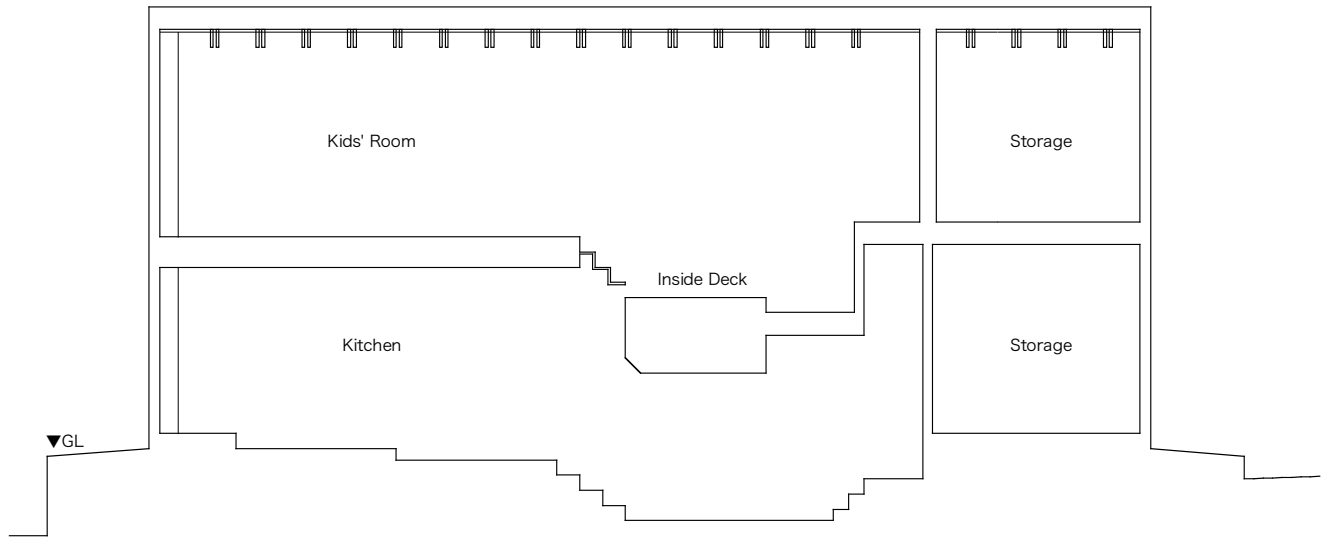 Kids' Room
Storage
Inside Deck
Kitchen
Storage
▼GL